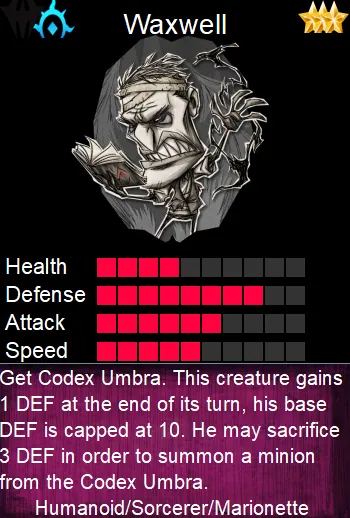 Waxwell
Health
Defense
Attack
Speed
Get Codex Umbra. This creature gains
1 DEF at the end of its turn, his base
DEF is capped at 10. He may sacrifice
3 DEF in order to summon a minion
from the Codex Umbra.
Humanoid/Sorcerer/Marionette